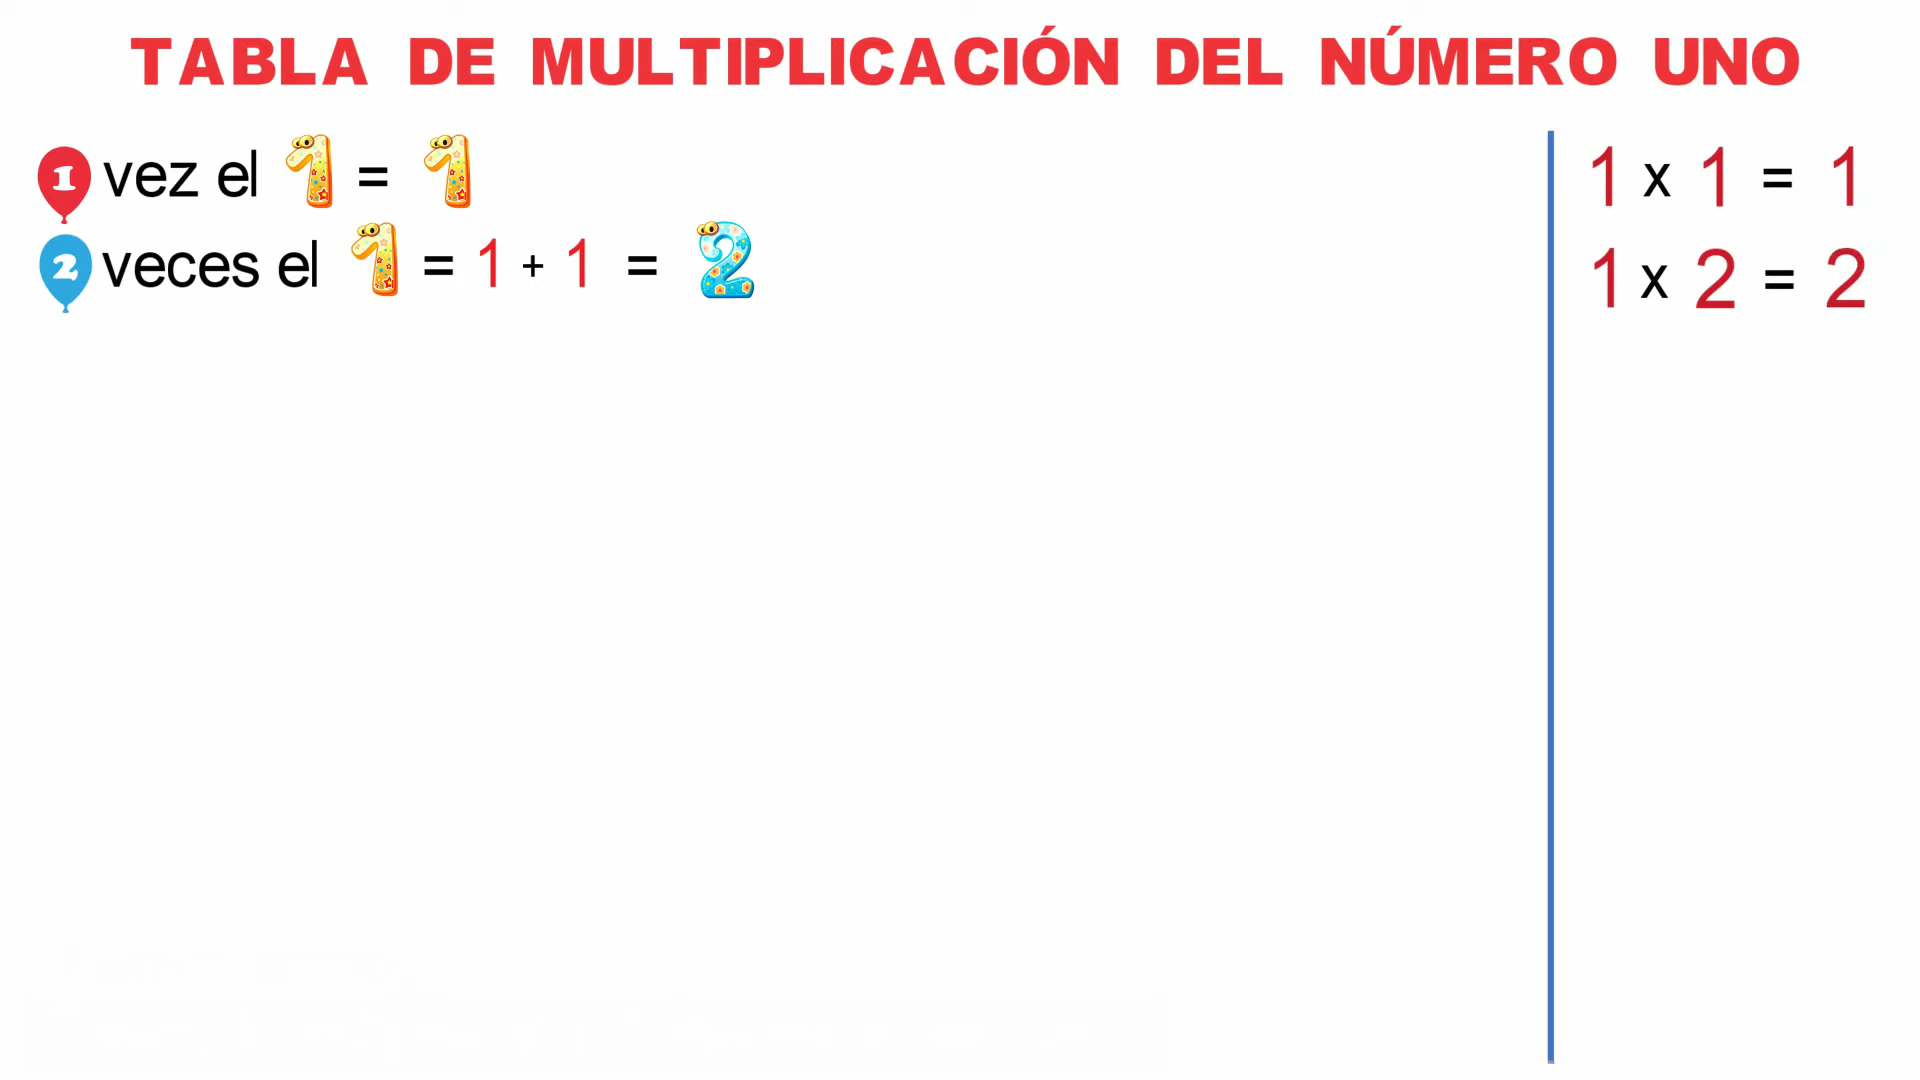 TABLA DE MULTIPLICACIÓN DEL NÚMERO UNO
1 vez el 1 = 1
2 veces el 1 = 1 + 1 = 2
1 x 1 = 1
1 x 2 = 2